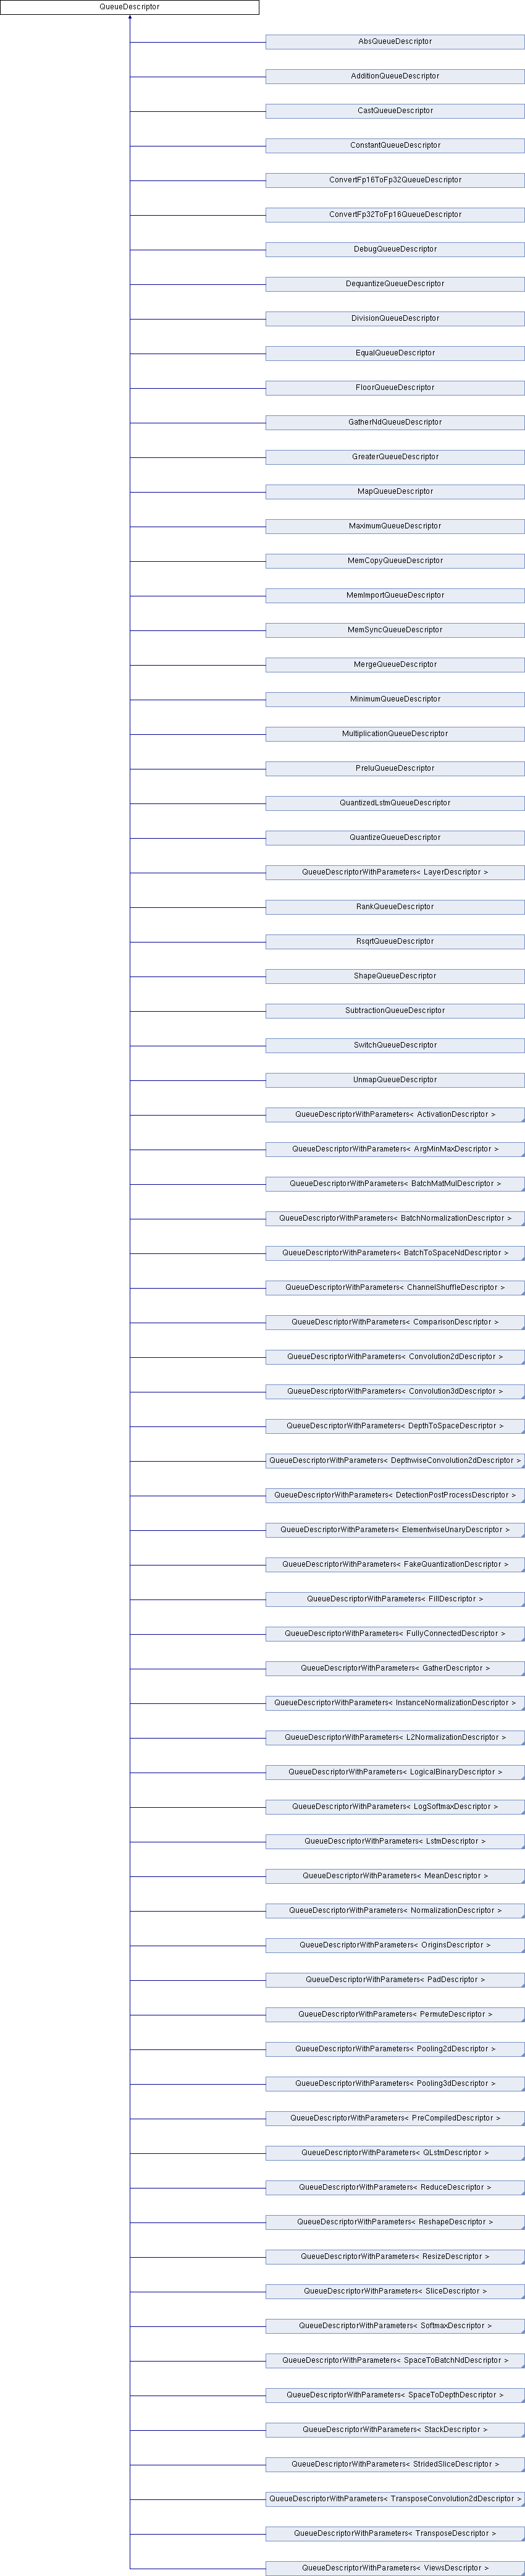 QueueDescriptor
AbsQueueDescriptor
AdditionQueueDescriptor
CastQueueDescriptor
ConstantQueueDescriptor
ConvertFp16ToFp32QueueDescriptor
ConvertFp32ToFp16QueueDescriptor
DebugQueueDescriptor
DequantizeQueueDescriptor
DivisionQueueDescriptor
EqualQueueDescriptor
FloorQueueDescriptor
GatherNdQueueDescriptor
GreaterQueueDescriptor
MapQueueDescriptor
MaximumQueueDescriptor
MemCopyQueueDescriptor
MemImportQueueDescriptor
MemSyncQueueDescriptor
MergeQueueDescriptor
MinimumQueueDescriptor
MultiplicationQueueDescriptor
PreluQueueDescriptor
QuantizedLstmQueueDescriptor
QuantizeQueueDescriptor
QueueDescriptorWithParameters< LayerDescriptor >
RankQueueDescriptor
RsqrtQueueDescriptor
ShapeQueueDescriptor
SubtractionQueueDescriptor
SwitchQueueDescriptor
UnmapQueueDescriptor
QueueDescriptorWithParameters< ActivationDescriptor >
QueueDescriptorWithParameters< ArgMinMaxDescriptor >
QueueDescriptorWithParameters< BatchMatMulDescriptor >
QueueDescriptorWithParameters< BatchNormalizationDescriptor >
QueueDescriptorWithParameters< BatchToSpaceNdDescriptor >
QueueDescriptorWithParameters< ChannelShuffleDescriptor >
QueueDescriptorWithParameters< ComparisonDescriptor >
QueueDescriptorWithParameters< Convolution2dDescriptor >
QueueDescriptorWithParameters< Convolution3dDescriptor >
QueueDescriptorWithParameters< DepthToSpaceDescriptor >
QueueDescriptorWithParameters< DepthwiseConvolution2dDescriptor >
QueueDescriptorWithParameters< DetectionPostProcessDescriptor >
QueueDescriptorWithParameters< ElementwiseUnaryDescriptor >
QueueDescriptorWithParameters< FakeQuantizationDescriptor >
QueueDescriptorWithParameters< FillDescriptor >
QueueDescriptorWithParameters< FullyConnectedDescriptor >
QueueDescriptorWithParameters< GatherDescriptor >
QueueDescriptorWithParameters< InstanceNormalizationDescriptor >
QueueDescriptorWithParameters< L2NormalizationDescriptor >
QueueDescriptorWithParameters< LogicalBinaryDescriptor >
QueueDescriptorWithParameters< LogSoftmaxDescriptor >
QueueDescriptorWithParameters< LstmDescriptor >
QueueDescriptorWithParameters< MeanDescriptor >
QueueDescriptorWithParameters< NormalizationDescriptor >
QueueDescriptorWithParameters< OriginsDescriptor >
QueueDescriptorWithParameters< PadDescriptor >
QueueDescriptorWithParameters< PermuteDescriptor >
QueueDescriptorWithParameters< Pooling2dDescriptor >
QueueDescriptorWithParameters< Pooling3dDescriptor >
QueueDescriptorWithParameters< PreCompiledDescriptor >
QueueDescriptorWithParameters< QLstmDescriptor >
QueueDescriptorWithParameters< ReduceDescriptor >
QueueDescriptorWithParameters< ReshapeDescriptor >
QueueDescriptorWithParameters< ResizeDescriptor >
QueueDescriptorWithParameters< SliceDescriptor >
QueueDescriptorWithParameters< SoftmaxDescriptor >
QueueDescriptorWithParameters< SpaceToBatchNdDescriptor >
QueueDescriptorWithParameters< SpaceToDepthDescriptor >
QueueDescriptorWithParameters< StackDescriptor >
QueueDescriptorWithParameters< StridedSliceDescriptor >
QueueDescriptorWithParameters< TransposeConvolution2dDescriptor >
QueueDescriptorWithParameters< TransposeDescriptor >
QueueDescriptorWithParameters< ViewsDescriptor >